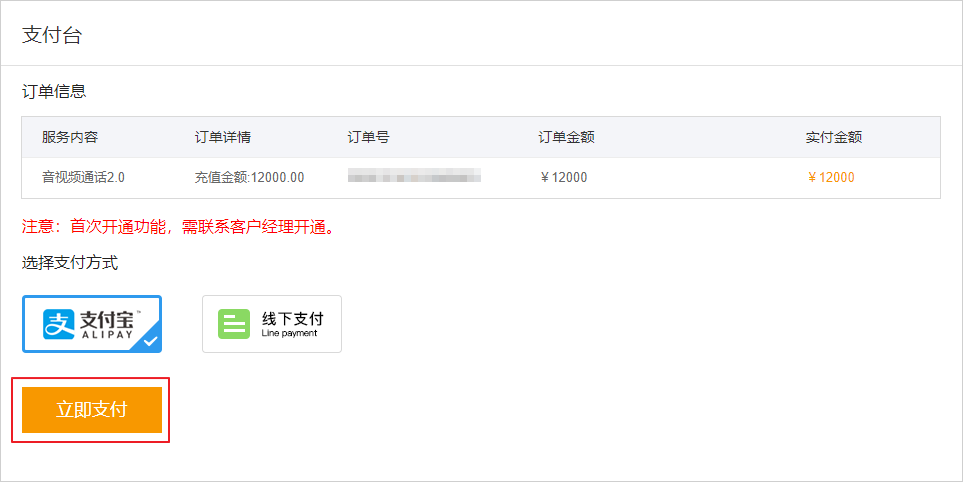 支付台
订单信息
服务内容 订单详情 订单号 订单金额 实付金额
音视频通话2.0 充值金额:12000.00 ￥12000 ￥12000
注意：首次开通功能，需联系客户经理开通。
选择支付方式
支付宝™ 线下支付
ALIPAY Line payment
立即支付